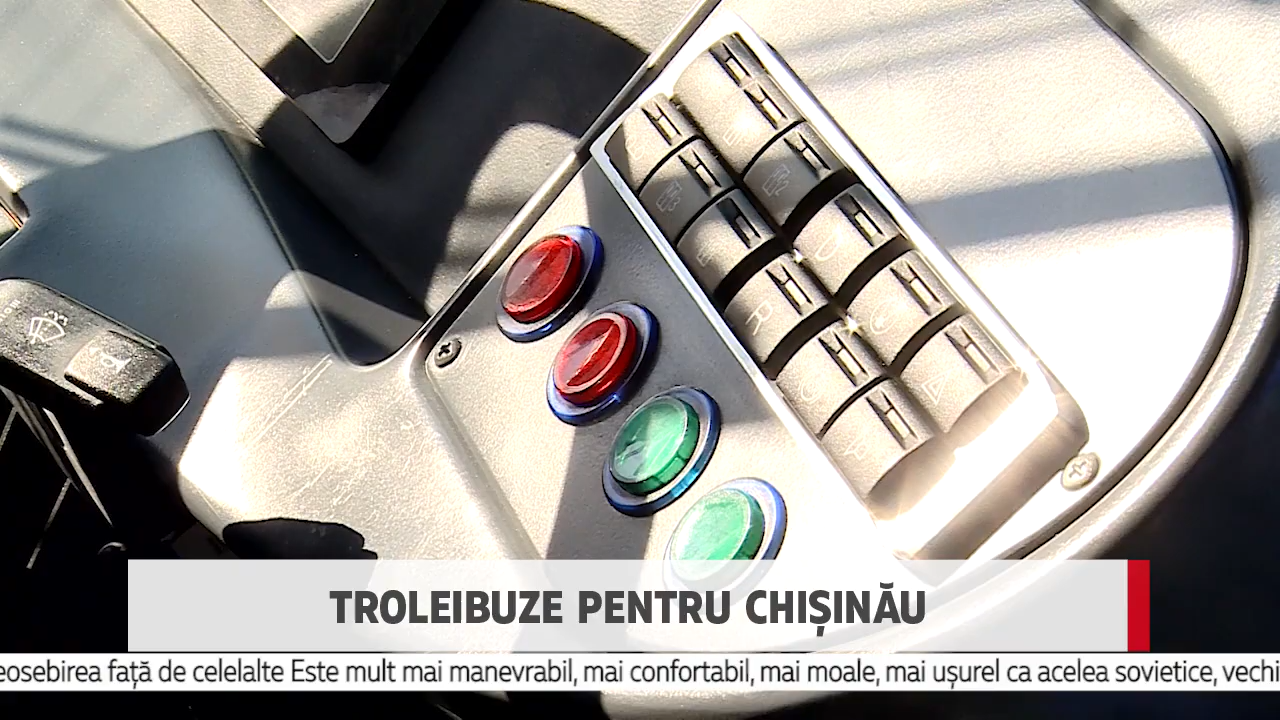 R
TROLEIBUZE PENTRU CHIȘINĂU
eosebirea față de celelalte Este mult mai manevrabil, mai confortabil, mai moale, mai ușurel ca acelea sovietice, vechi